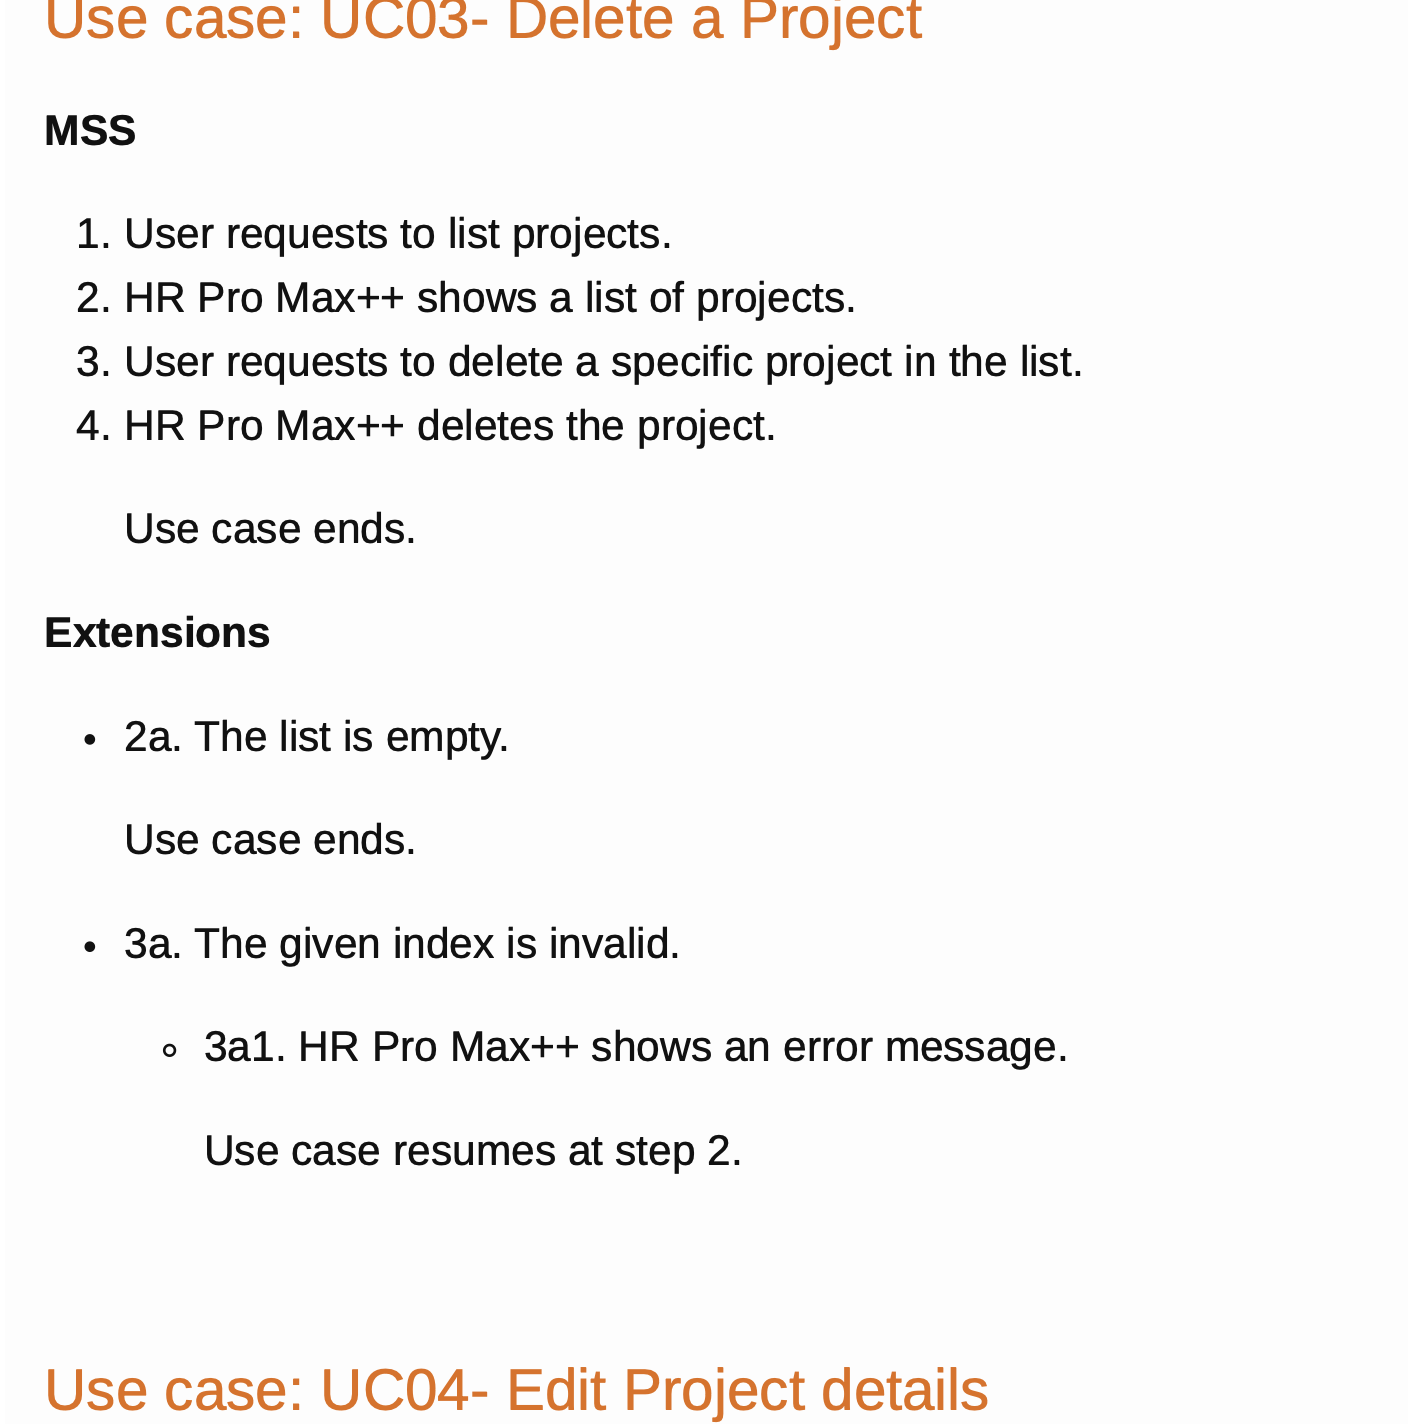 Use case: UC03- Delete a Project
MSS
1. User requests to list projects.
2. HR Pro Max++ shows a list of projects.
3. User requests to delete a specific project in the list.
4. HR Pro Max++ deletes the project.
Use case ends.
Extensions
• 2a. The list is empty.
Use case ends.
• 3a. The given index is invalid.
◦ 3a1. HR Pro Max++ shows an error message.
Use case resumes at step 2.
Use case: UC04- Edit Project details